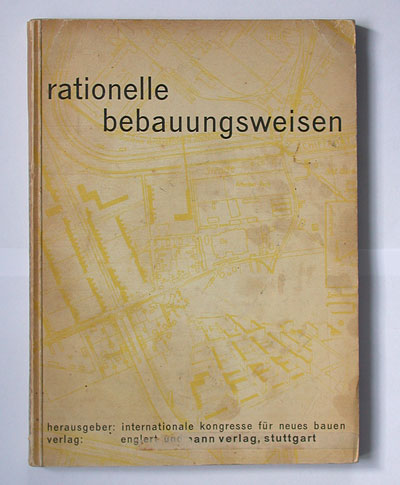 rationelle
bebauungsweisen
herausgeber: internationale kongresse für neues bauen
verlag: englert verlag, stuttgart